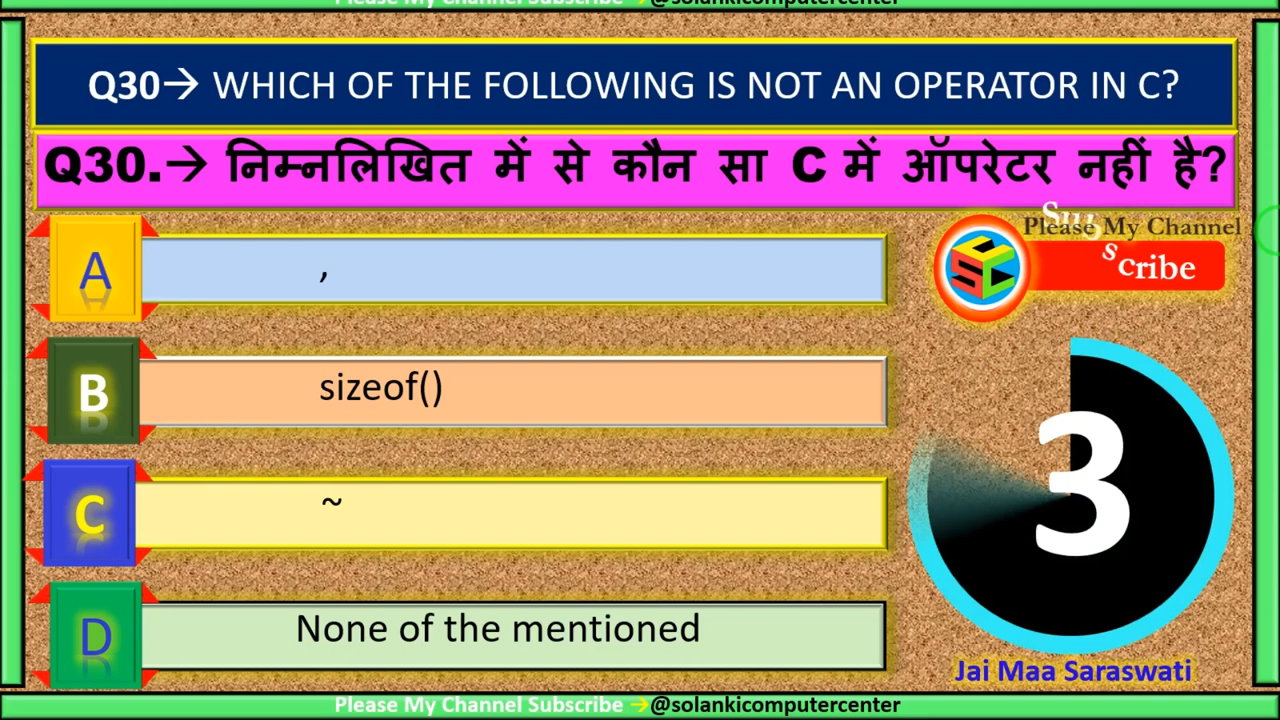 Please My Channel Subscribe →@solankicomputercenter
Q30→ WHICH OF THE FOLLOWING IS NOT AN OPERATOR IN C?
Q30.→ निम्नलिखित में से कौन सा C में ऑपरेटर नहीं है?
A ,
B sizeof()
C ~
D None of the mentioned
Please My Channel
Subscribe
3
Jai Maa Saraswati
Please My Channel Subscribe →@solankicomputercenter